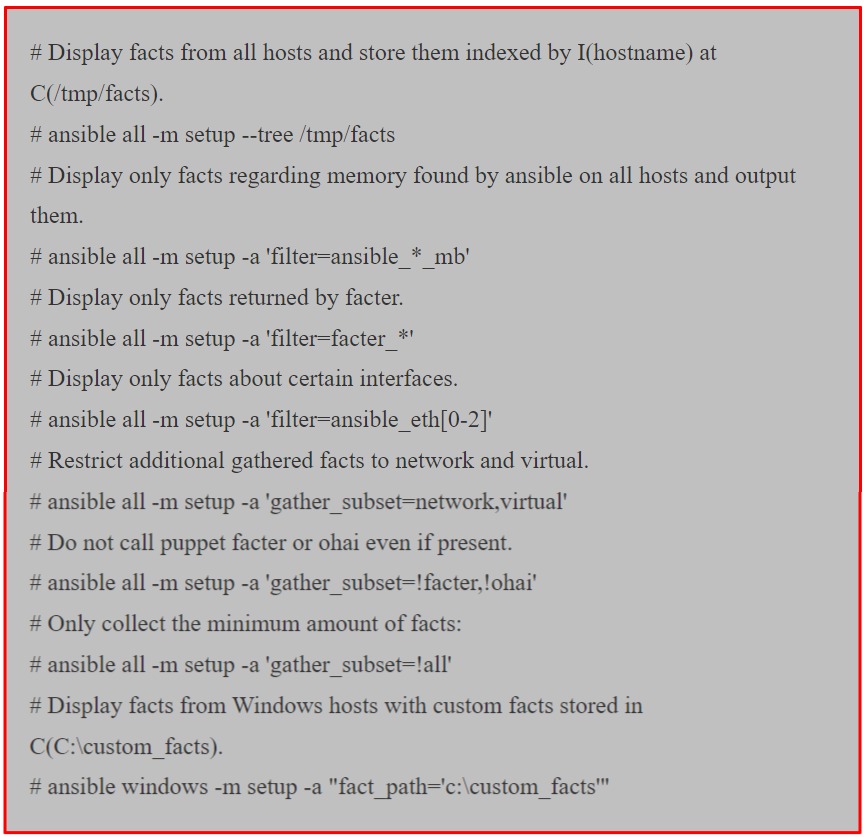 # Display facts from all hosts and store them indexed by I(hostname) at
C(/tmp/facts).
# ansible all -m setup --tree /tmp/facts
# Display only facts regarding memory found by ansible on all hosts and output
them.
# ansible all -m setup -a 'filter=ansible_*_mb'
# Display only facts returned by facter.
# ansible all -m setup -a 'filter=facter_*'
# Display only facts about certain interfaces.
# ansible all -m setup -a 'filter=ansible_eth[0-2]'
# Restrict additional gathered facts to network and virtual.
# ansible all -m setup -a 'gather_subset=network,virtual'
# Do not call puppet facter or ohai even if present.
# ansible all -m setup -a 'gather_subset=!facter,!ohai'
# Only collect the minimum amount of facts:
# ansible all -m setup -a 'gather_subset=!all'
# Display facts from Windows hosts with custom facts stored in
C(C:\custom_facts).
# ansible windows -m setup -a "fact_path='c:\custom_facts'"